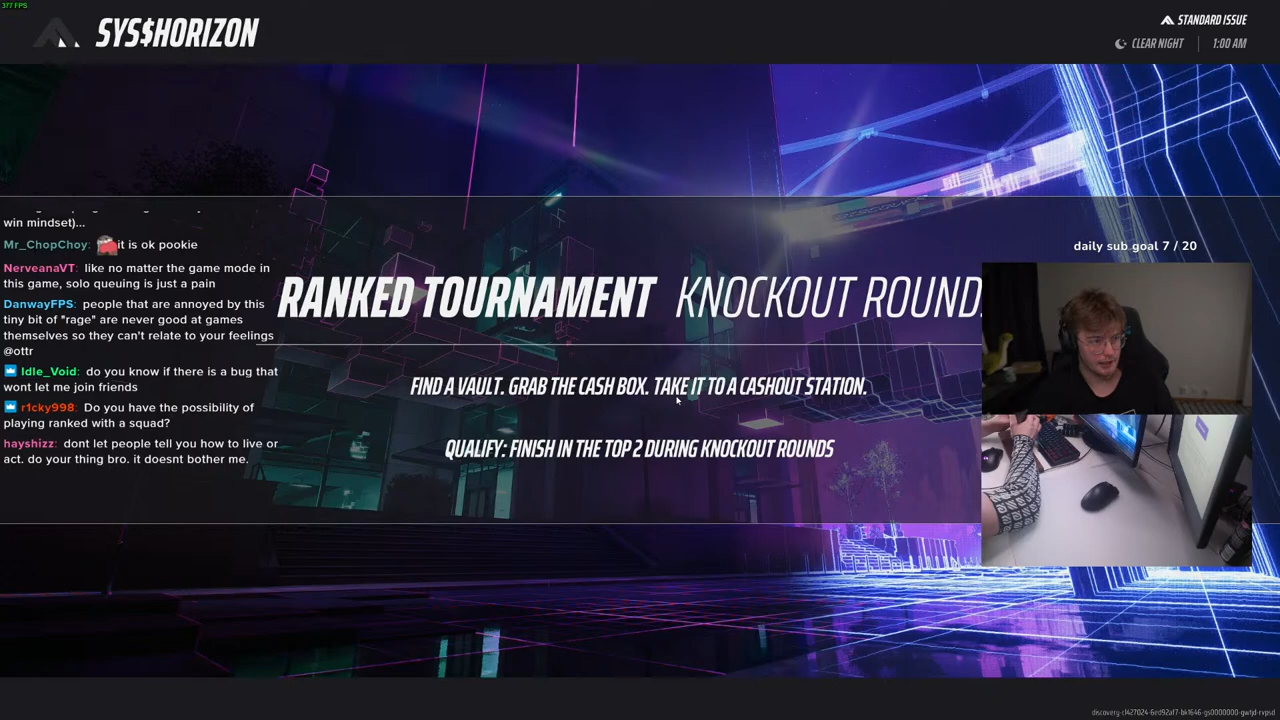 377 FPS
SYS$HORIZON
STANDARD ISSUE
CLEAR NIGHT
1:00 AM
win mindset)...
Mr_ChopChoy: it is ok pookie
NerveanaVT: like no matter the game mode in
this game, solo queuing is just a pain
DanwayFPS: people that are annoyed by this
tiny bit of "rage" are never good at games
themselves so they can't relate to your feelings
@ottr
Idle_Void: do you know if there is a bug that
wont let me join friends
r1cky998: Do you have the possibility of
playing ranked with a squad?
hayshizz: dont let people tell you how to live or
act. do your thing bro. it doesnt bother me.
RANKED TOURNAMENT KNOCKOUT ROUND
FIND A VAULT. GRAB THE CASH BOX. TAKE IT TO A CASHOUT STATION.
QUALIFY: FINISH IN THE TOP 2 DURING KNOCKOUT ROUNDS
daily sub goal 7 / 20